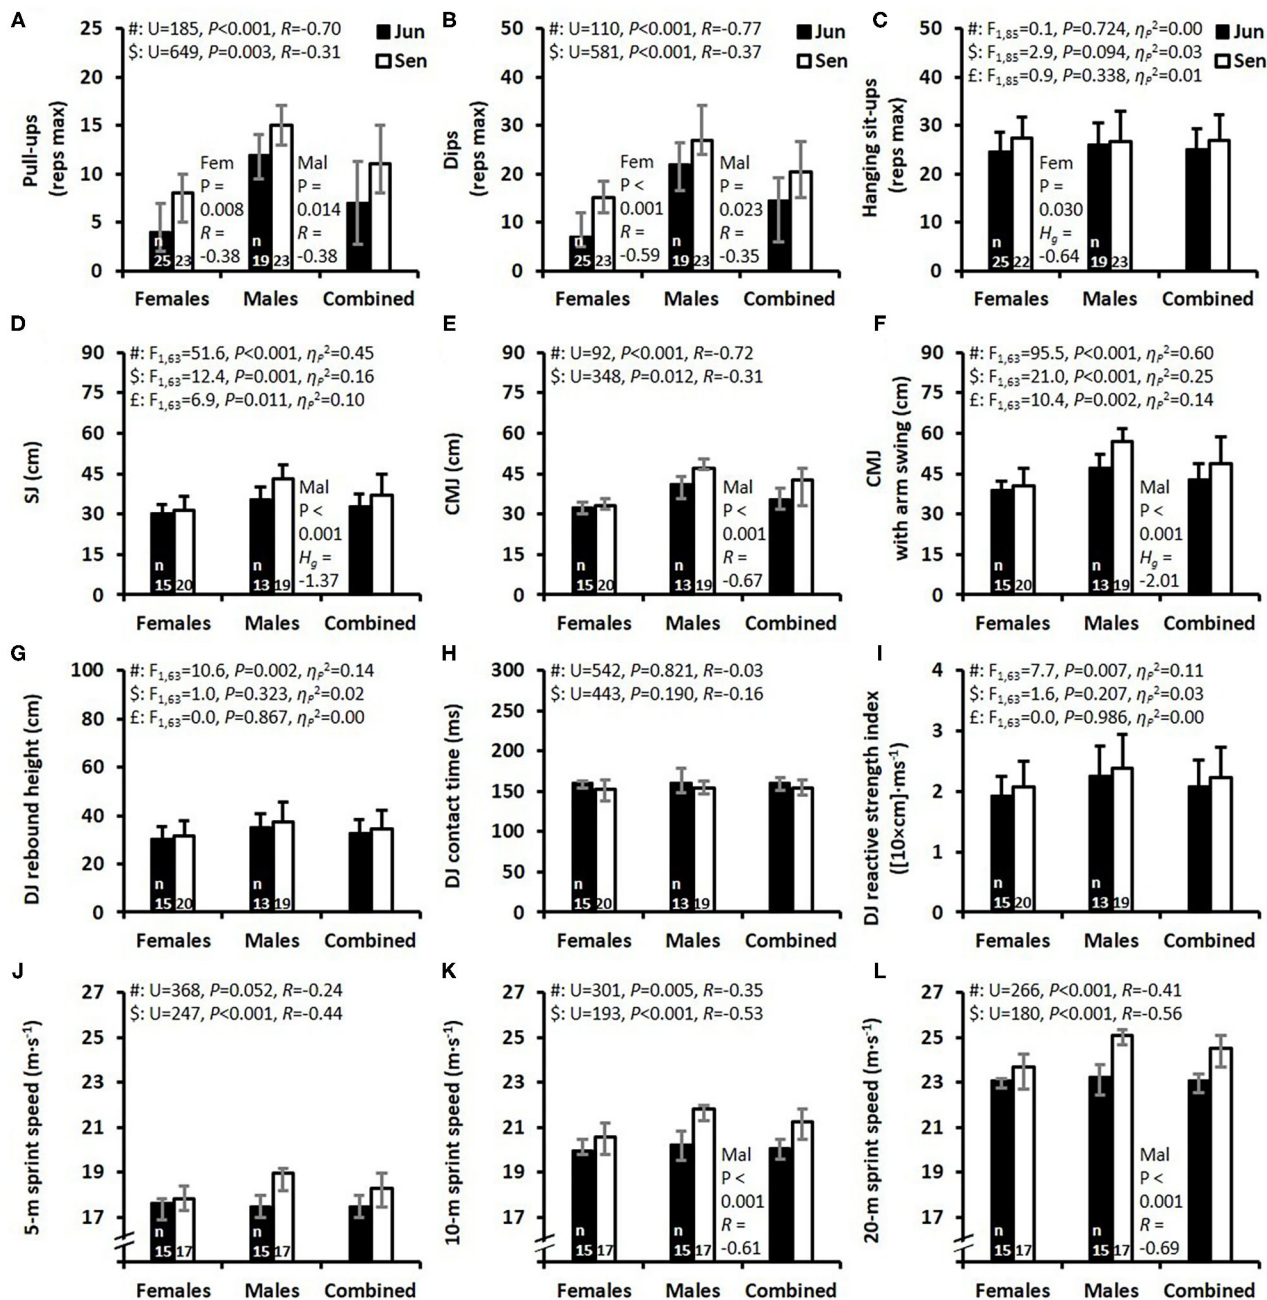 A
25
20
15
10
5
0
Pull-ups
(reps max)
#: U=185, P<0.001, R=-0.70
$: U=649, P=0.003, R=-0.31
Jun
Sen
Fem
P =
0.008
R =
-0.38
Mal
P =
0.014
R =
-0.38
n
25 23
n
19 23
Females Males Combined
B
50
40
30
20
10
0
Dips
(reps max)
#: U=110, P<0.001, R=-0.77
$: U=581, P<0.001, R=-0.37
Jun
Sen
Fem
P <
0.001
R =
-0.59
Mal
P =
0.023
R =
-0.35
n
25 23
n
19 23
Females Males Combined
C
50
40
30
20
10
0
Hanging sit-ups
(reps max)
#: F1,85=0.1, P=0.724, ηP²=0.00
$: F1,85=2.9, P=0.094, ηP²=0.03
£: F1,85=0.9, P=0.338, ηP²=0.01
Jun
Sen
Fem
P =
0.030
Hg =
-0.64
n
25 22
n
19 23
Females Males Combined
D
90
75
60
45
30
15
0
SJ (cm)
#: F1,63=51.6, P<0.001, ηP²=0.45
$: F1,63=12.4, P=0.001, ηP²=0.16
£: F1,63=6.9, P=0.011, ηP²=0.10
Mal
P <
0.001
Hg =
-1.37
n
15 20
n
13 19
Females Males Combined
E
90
75
60
45
30
15
0
CMJ (cm)
#: U=92, P<0.001, R=-0.72
$: U=348, P=0.012, R=-0.31
Mal
P <
0.001
R =
-0.67
n
15 20
n
13 19
Females Males Combined
F
90
75
60
45
30
15
0
CMJ
with arm swing (cm)
#: F1,63=95.5, P<0.001, ηP²=0.60
$: F1,63=21.0, P<0.001, ηP²=0.25
£: F1,63=10.4, P=0.002, ηP²=0.14
Mal
P <
0.001
Hg =
-2.01
n
15 20
n
13 19
Females Males Combined
G
100
80
60
40
20
0
DJ rebound height (cm)
#: F1,63=10.6, P=0.002, ηP²=0.14
$: F1,63=1.0, P=0.323, ηP²=0.02
£: F1,63=0.0, P=0.867, ηP²=0.00
n
15 20
n
13 19
Females Males Combined
H
300
250
200
150
100
50
0
DJ contact time (ms)
#: U=542, P=0.821, R=-0.03
$: U=443, P=0.190, R=-0.16
n
15 20
n
13 19
Females Males Combined
I
4
3
2
1
0
DJ reactive strength index
([10×cm]·ms-1)
#: F1,63=7.7, P=0.007, ηP²=0.11
$: F1,63=1.6, P=0.207, ηP²=0.03
£: F1,63=0.0, P=0.986, ηP²=0.00
n
15 20
n
13 19
Females Males Combined
J
27
25
23
21
19
17
5-m sprint speed (m·s-1)
#: U=368, P=0.052, R=-0.24
$: U=247, P<0.001, R=-0.44
n
15 17
n
15 17
Females Males Combined
K
27
25
23
21
19
17
10-m sprint speed (m·s-1)
#: U=301, P=0.005, R=-0.35
$: U=193, P<0.001, R=-0.53
Mal
P <
0.001
R =
-0.61
n
15 17
n
15 17
Females Males Combined
L
27
25
23
21
19
17
20-m sprint speed (m·s-1)
#: U=266, P<0.001, R=-0.41
$: U=180, P<0.001, R=-0.56
Mal
P <
0.001
R =
-0.69
n
15 17
n
15 17
Females Males Combined